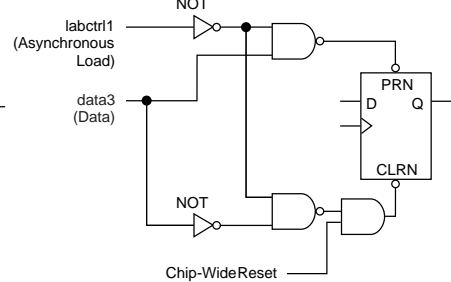 NOT
labctrl1
(Asynchronous
Load)
PRN
D Q
data3
(Data)
CLRN
NOT
Chip-Wide Reset